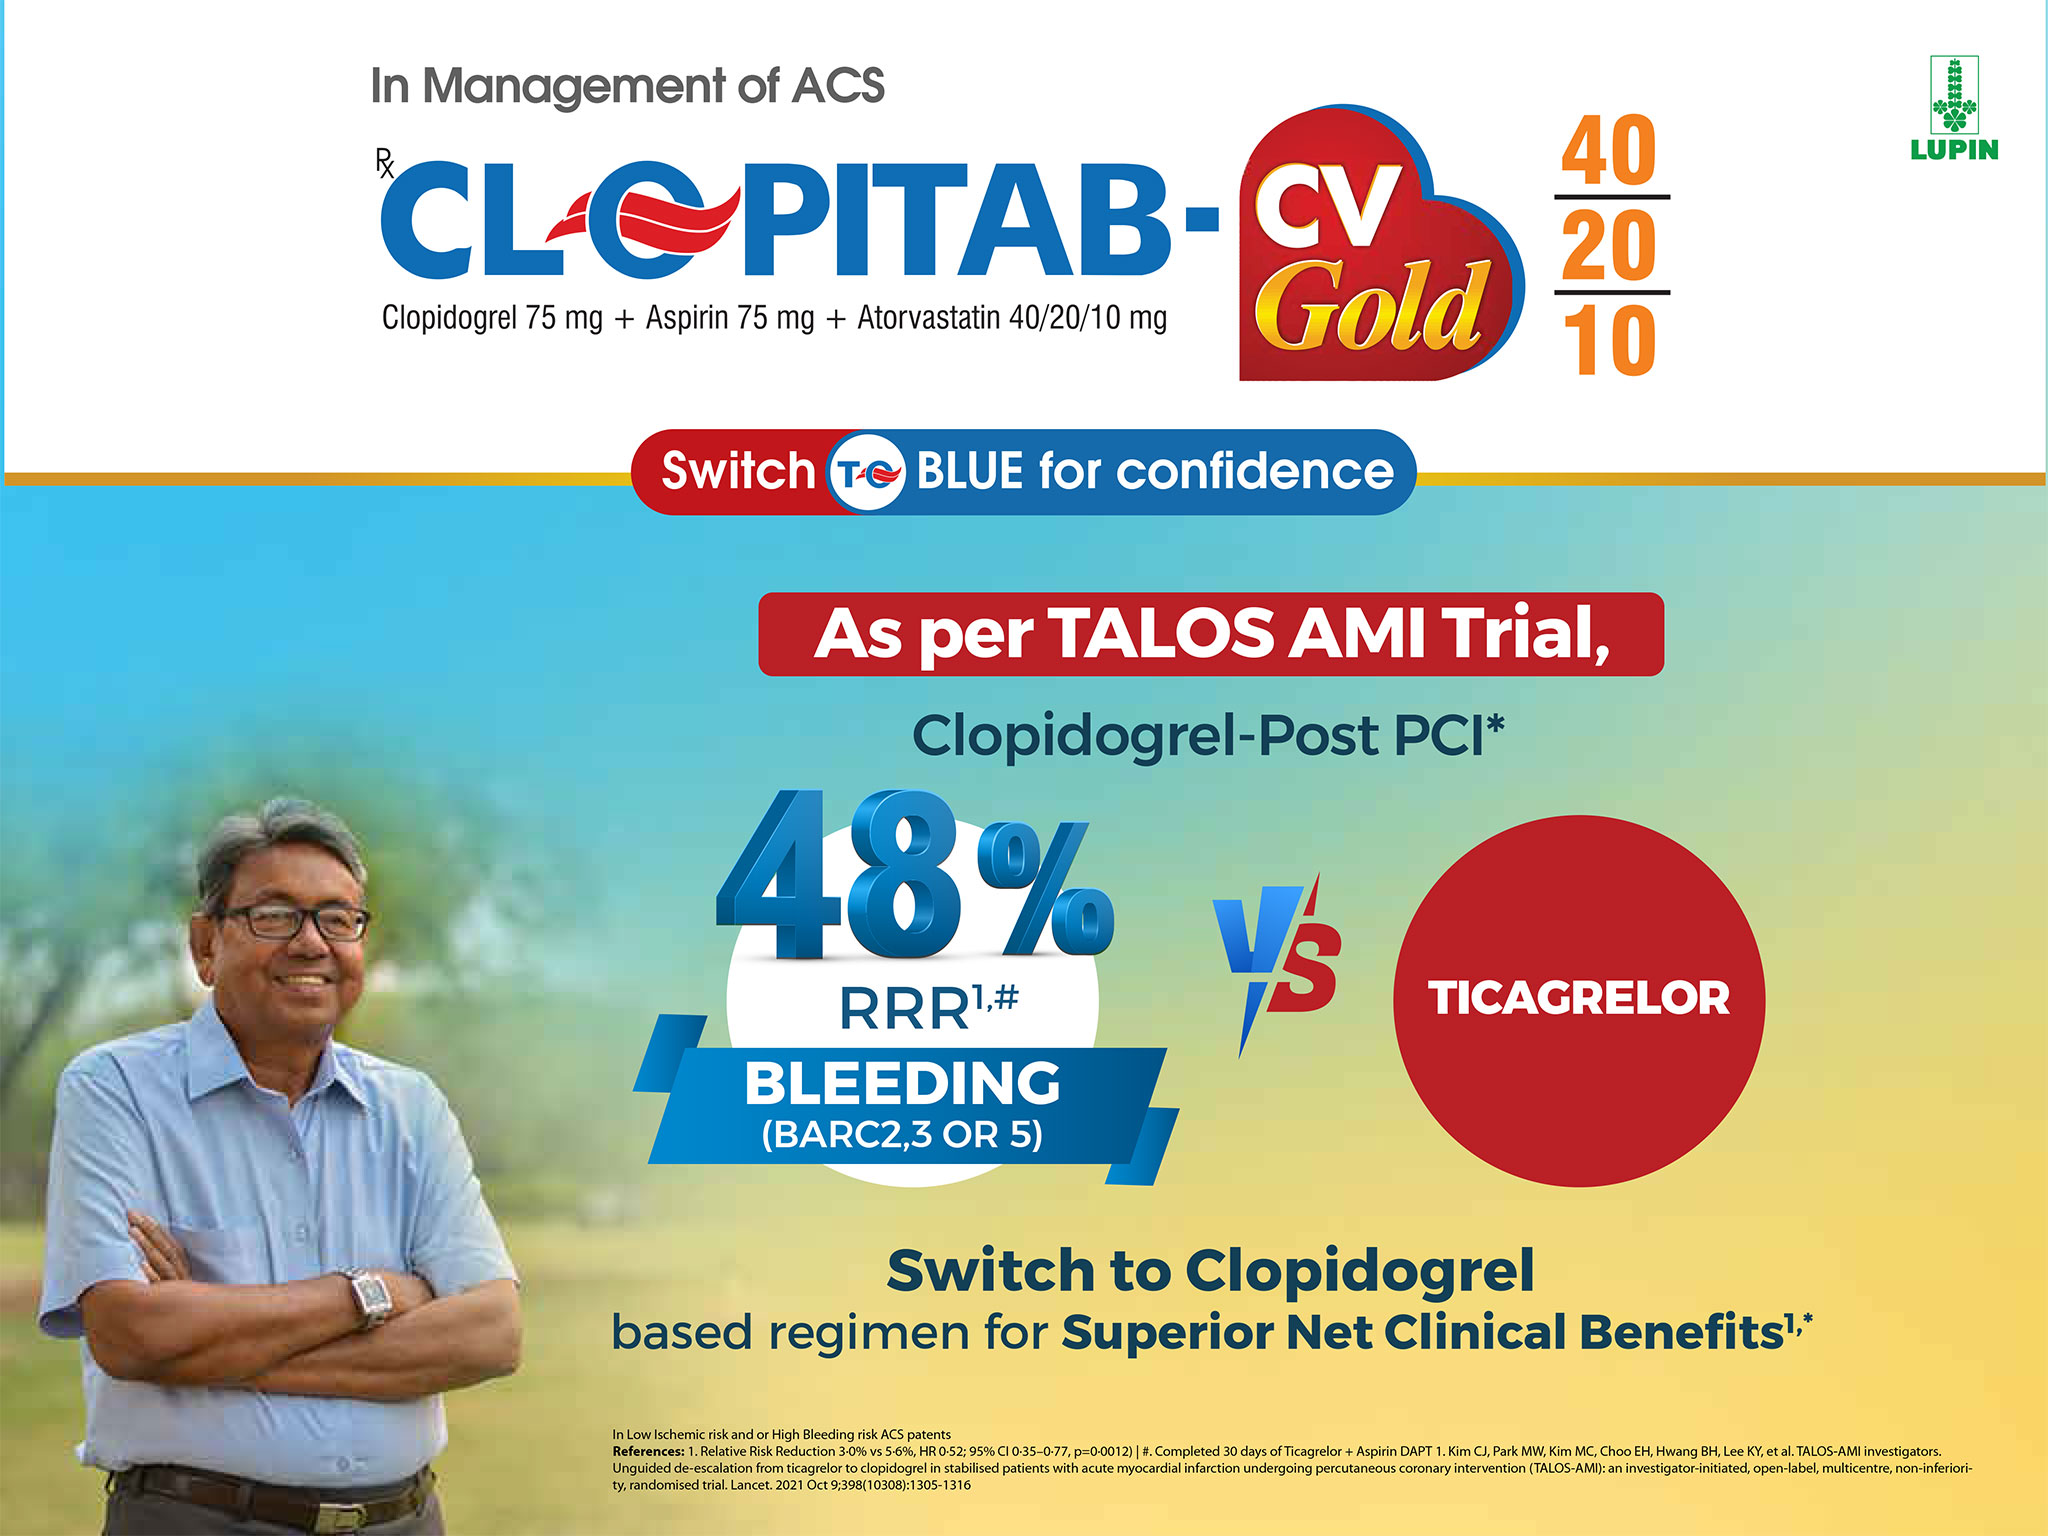 In Management of ACS
Rx
CLOPITAB-CV Gold
40
20
10
LUPIN
Clopidogrel 75 mg + Aspirin 75 mg + Atorvastatin 40/20/10 mg
Switch TO BLUE for confidence
As per TALOS AMI Trial,
Clopidogrel-Post PCI*
48%
RRR1,#
BLEEDING
(BARC2,3 OR 5)
VS
TICAGRELOR
Switch to Clopidogrel
based regimen for Superior Net Clinical Benefits1,*
In Low Ischemic risk and or High Bleeding risk ACS patents
References: 1. Relative Risk Reduction 3·0% vs 5·6%, HR 0·52; 95% CI 0·35–0·77, p=0·0012) | #. Completed 30 days of Ticagrelor + Aspirin DAPT 1. Kim CJ, Park MW, Kim MC, Choo EH, Hwang BH, Lee KY, et al. TALOS-AMI investigators.
Unguided de-escalation from ticagrelor to clopidogrel in stabilised patients with acute myocardial infarction undergoing percutaneous coronary intervention (TALOS-AMI): an investigator-initiated, open-label, multicentre, non-inferiori-
ty, randomised trial. Lancet. 2021 Oct 9;398(10308):1305-1316